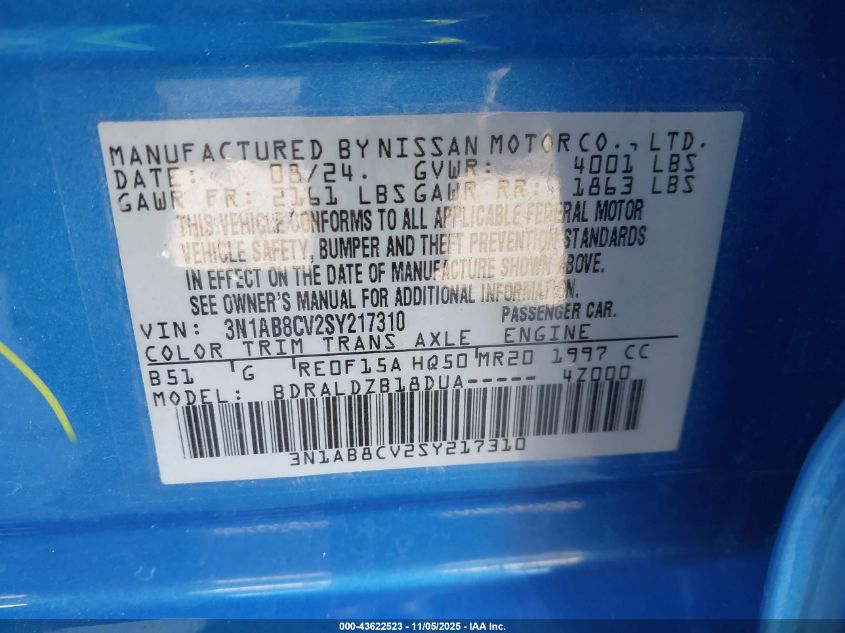 MANUFACTURED BY NISSAN MOTOR CO., LTD.
DATE: 08/24. GVWR: 4001 LBS
GAWR FR: 2161 LBS GAWR RR: 1863 LBS
THIS VEHICLE CONFORMS TO ALL APPLICABLE FEDERAL MOTOR
VEHICLE SAFETY, BUMPER AND THEFT PREVENTION STANDARDS
IN EFFECT ON THE DATE OF MANUFACTURE SHOWN ABOVE.
SEE OWNER'S MANUAL FOR ADDITIONAL INFORMATION.
VIN: 3N1AB8CV2SY217310 PASSENGER CAR.
COLOR TRIM TRANS AXLE ENGINE
B51 G RE0F15A HQ50 MR20 1997 CC
MODEL: BDRALDZB18DUA----- 4Z000
3N1AB8CV2SY217310
000-43622523 - 11/05/2025 - IAA Inc.